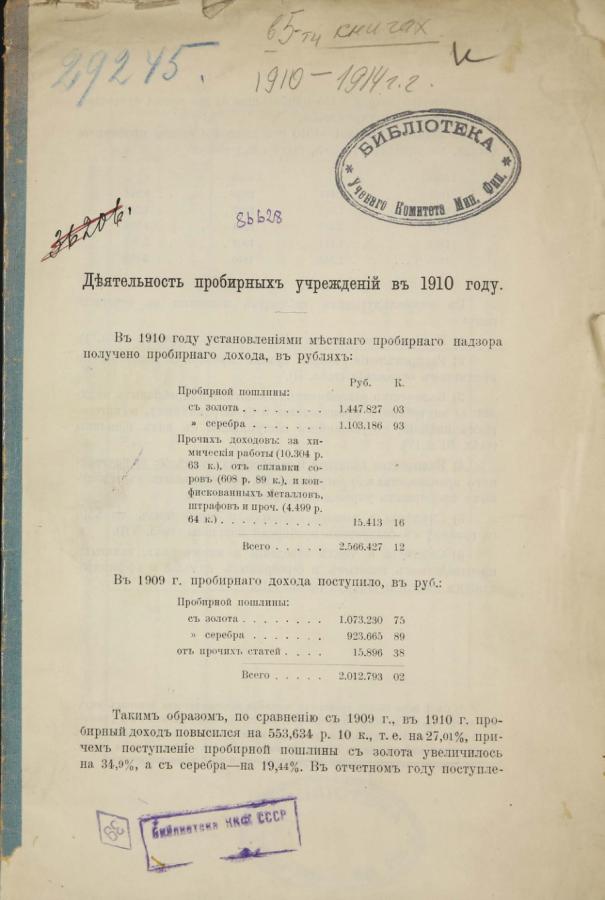 в 5-ти книгах
29245.
1910-1914 г.г.
БИБЛІОТЕКА
* Ученаго Комитета Мин. Фин. *
36206.
86628
Дѣятельность пробирныхъ учрежденій въ 1910 году.
Въ 1910 году установленіями мѣстнаго пробирнаго надзора
получено пробирнаго дохода, въ рубляхъ:
Руб. К.
Пробирной пошлины:
съ золота . . . . . . . . 1.447.827 03
» серебра . . . . . . . 1.103.186 93
Прочихъ доходовъ: за хи-
мическія работы (10.304 р.
63 к.), отъ сплавки со-
ровъ (608 р. 89 к.), и кон-
фискованныхъ металловъ,
штрафовъ и проч. (4.499 р.
64 к.) . . . . . . . . . . 15.413 16
Всего . . . . . 2.566.427 12
Въ 1909 г. пробирнаго дохода поступило, въ руб.:
Пробирной пошлины:
съ золота . . . . . . . . 1.073.230 75
» серебра . . . . . . . 923.665 89
отъ прочихъ статей . . . . 15.896 38
Всего . . . . . 2.012.793 02
Такимъ образомъ, по сравненію съ 1909 г., въ 1910 г. про-
бирный доходъ повысился на 553,634 р. 10 к., т. е. на 27,01%, при-
чемъ поступленіе пробирной пошлины съ золота увеличилось
на 34,9%, а съ серебра—на 19,44%. Въ отчетномъ году поступле-
Библиотека НКФ СССР